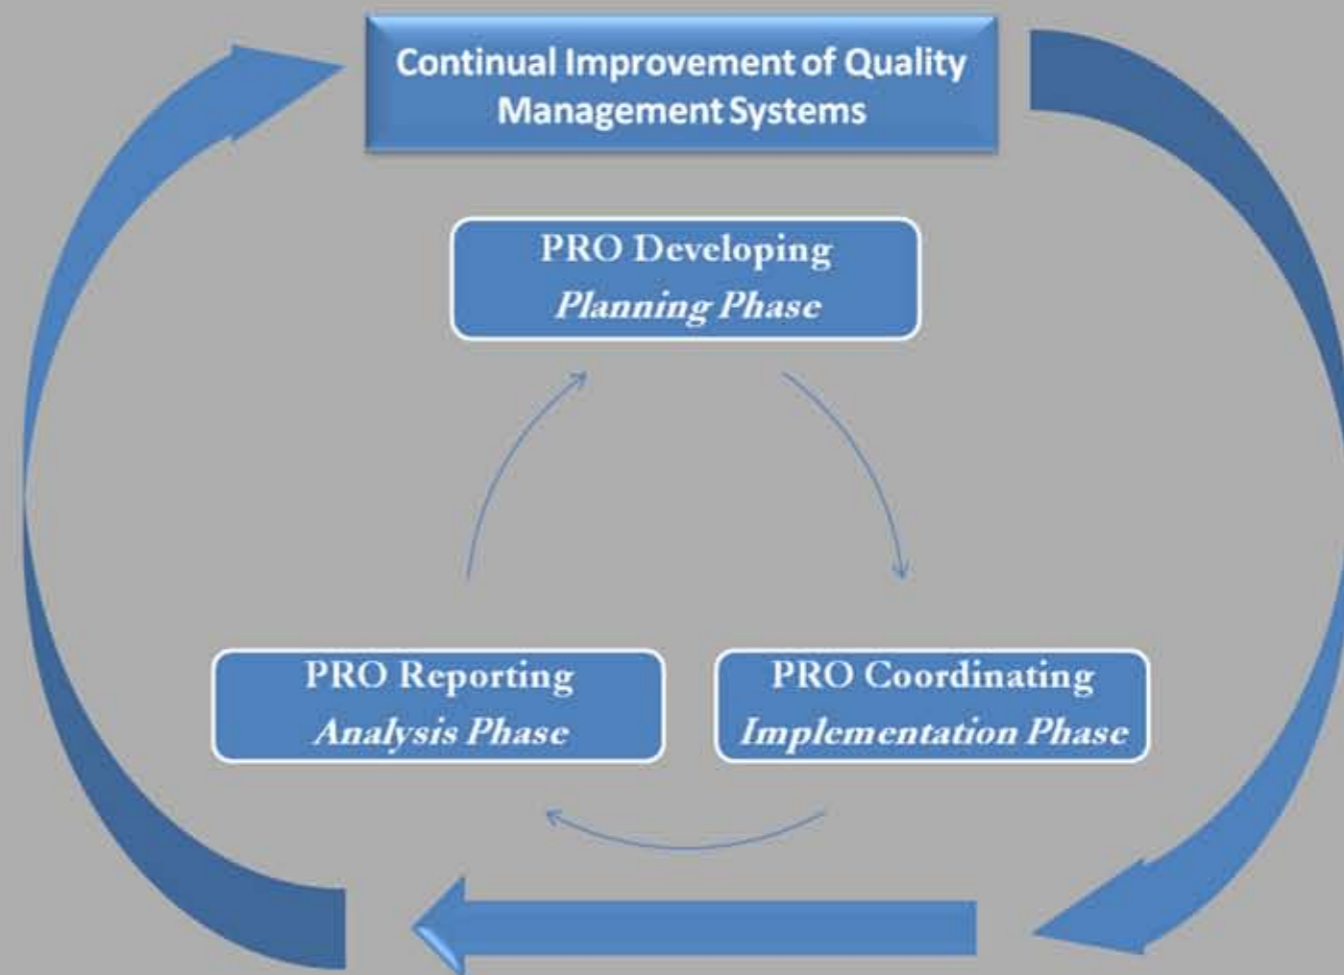 Continual Improvement of Quality
Management Systems
PRO Developing
Planning Phase
PRO Reporting
Analysis Phase
PRO Coordinating
Implementation Phase